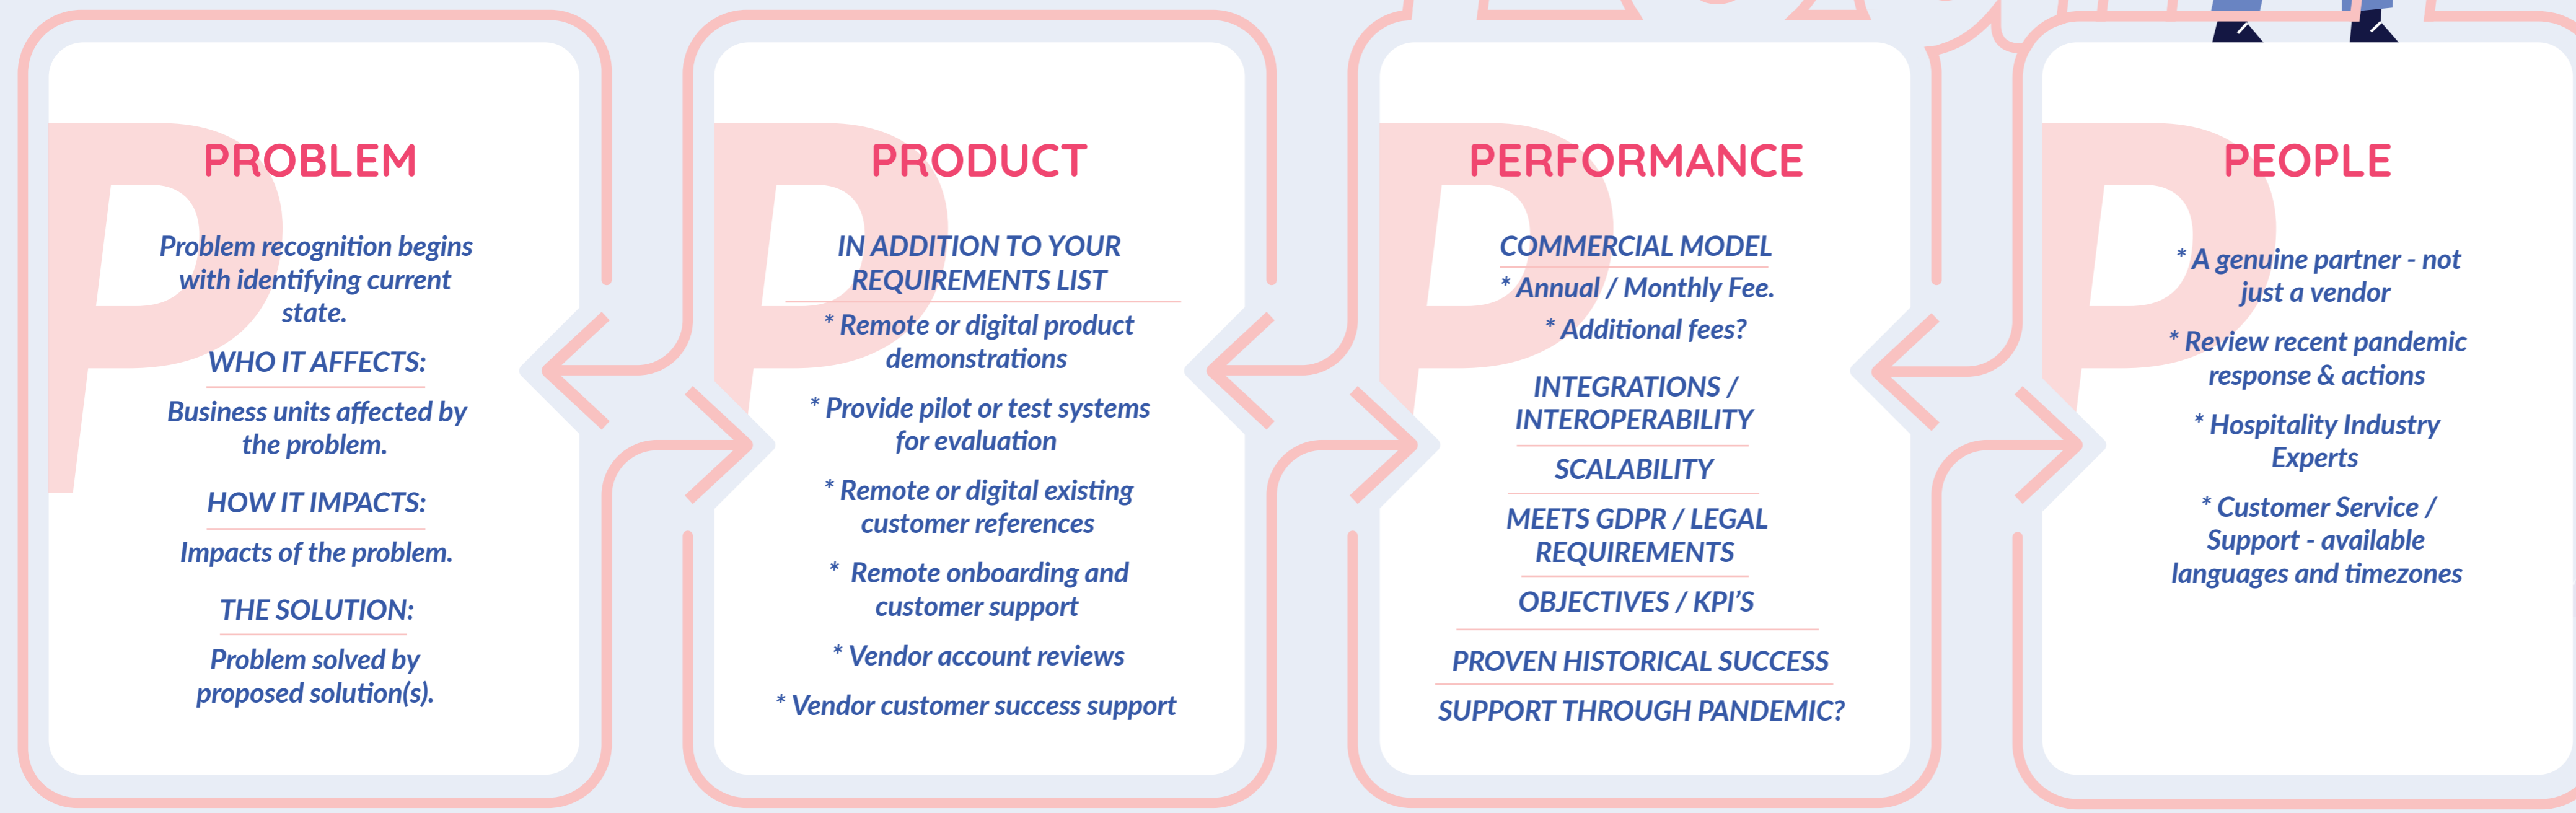 PROBLEM
Problem recognition begins
with identifying current
state.
WHO IT AFFECTS:
Business units affected by
the problem.
HOW IT IMPACTS:
Impacts of the problem.
THE SOLUTION:
Problem solved by
proposed solution(s).
PRODUCT
IN ADDITION TO YOUR
REQUIREMENTS LIST
* Remote or digital product
demonstrations
* Provide pilot or test systems
for evaluation
* Remote or digital existing
customer references
* Remote onboarding and
customer support
* Vendor account reviews
* Vendor customer success support
PERFORMANCE
COMMERCIAL MODEL
* Annual / Monthly Fee.
* Additional fees?
INTEGRATIONS /
INTEROPERABILITY
SCALABILITY
MEETS GDPR / LEGAL
REQUIREMENTS
OBJECTIVES / KPI’S
PROVEN HISTORICAL SUCCESS
SUPPORT THROUGH PANDEMIC?
PEOPLE
* A genuine partner - not
just a vendor
* Review recent pandemic
response & actions
* Hospitality Industry
Experts
* Customer Service /
Support - available
languages and timezones
P
P
P
P